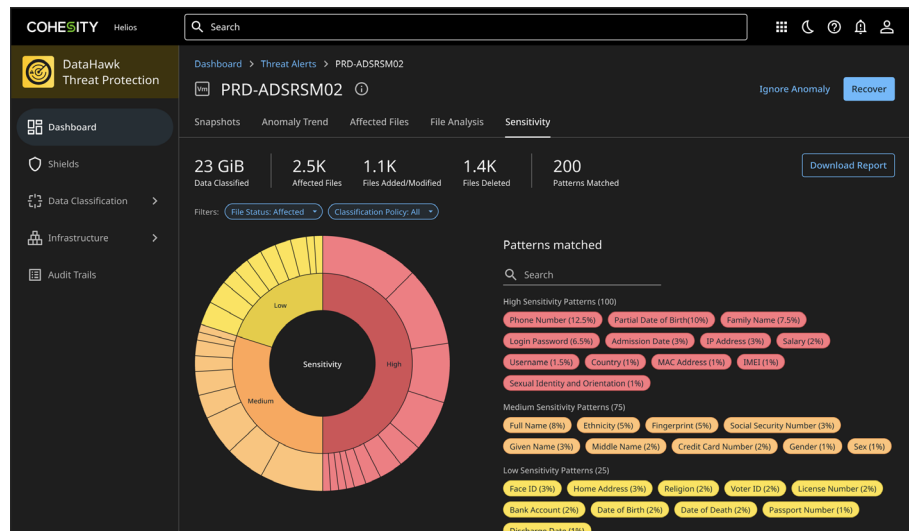 COHESITY Helios
Search
DataHawk
Threat Protection
Dashboard
Shields
Data Classification
Infrastructure
Audit Trails
Dashboard > Threat Alerts > PRD-ADSRSM02
Vm PRD-ADSRSM02
Ignore Anomaly
Recover
Snapshots Anomaly Trend Affected Files File Analysis Sensitivity
23 GiB 2.5K 1.1K 1.4K 200
Data Classified Affected Files Files Added/Modified Files Deleted Patterns Matched
Download Report
Filters: File Status: Affected Classification Policy: All
Low
High
Medium
Sensitivity
Patterns matched
Search
High Sensitivity Patterns (100)
Phone Number (12.5%) Partial Date of Birth(10%) Family Name (7.5%)
Login Password (6.5%) Admission Date (3%) IP Address (3%) Salary (2%)
Username (1.5%) Country (1%) MAC Address (1%) IMEI (1%)
Sexual Identity and Orientation (1%)
Medium Sensitivity Patterns (75)
Full Name (8%) Ethnicity (5%) Fingerprint (5%) Social Security Number (3%)
Given Name (3%) Middle Name (2%) Credit Card Number (2%) Gender (1%) Sex (1%)
Low Sensitivity Patterns (25)
Face ID (3%) Home Address (3%) Religion (2%) Voter ID (2%) License Number (2%)
Bank Account (2%) Date of Birth (2%) Date of Death (2%) Passport Number (1%)
Discharge Date (1%)